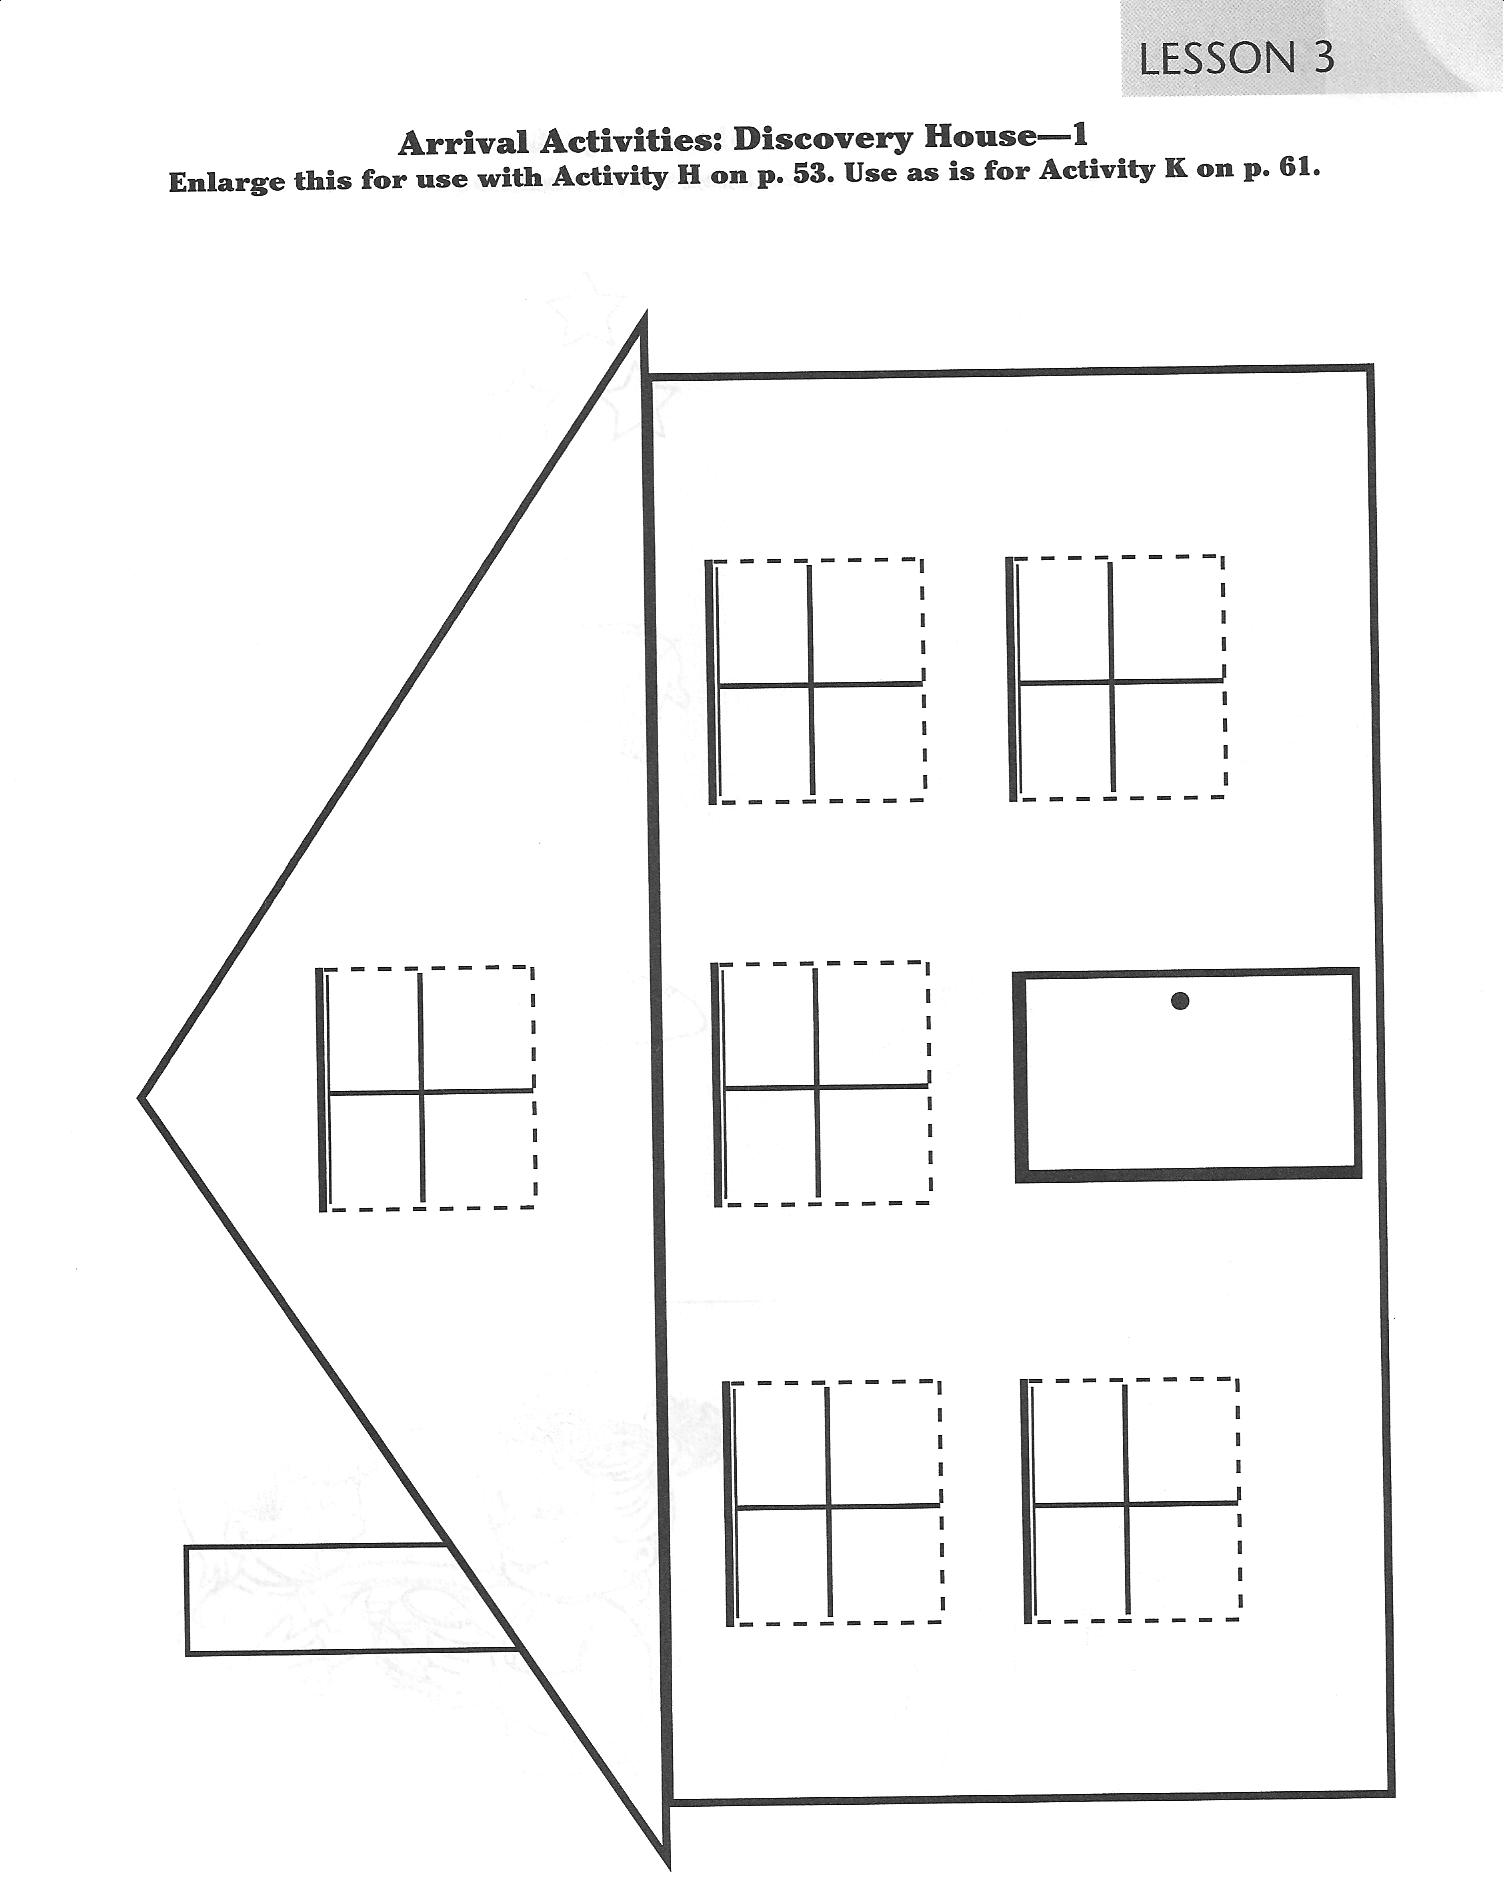 LESSON 3
Arrival Activities: Discovery House—1
Enlarge this for use with Activity H on p. 53. Use as is for Activity K on p. 61.